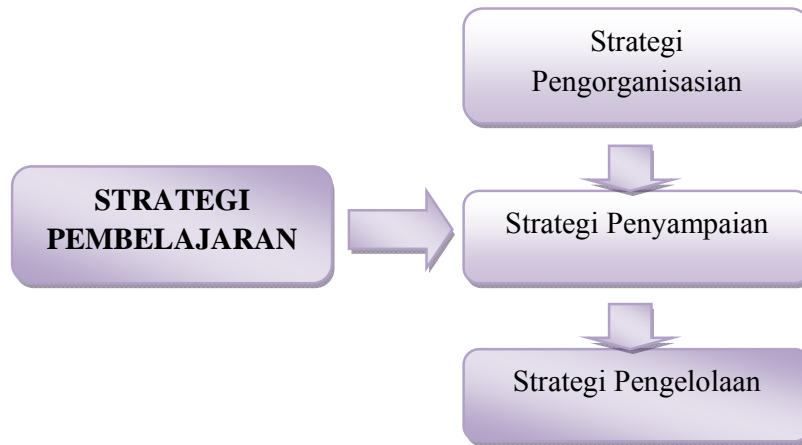 Strategi
Pengorganisasian
STRATEGI
PEMBELAJARAN
Strategi Penyampaian
Strategi Pengelolaan